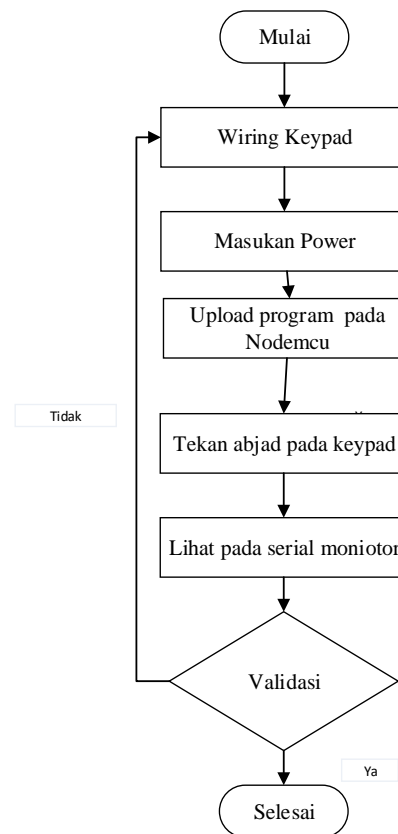 Mulai
Wiring Keypad
Masukan Power
Upload program pada
Nodemcu
Tidak
Tekan abjad pada keypad
Lihat pada serial moniotor
Validasi
Ya
Selesai